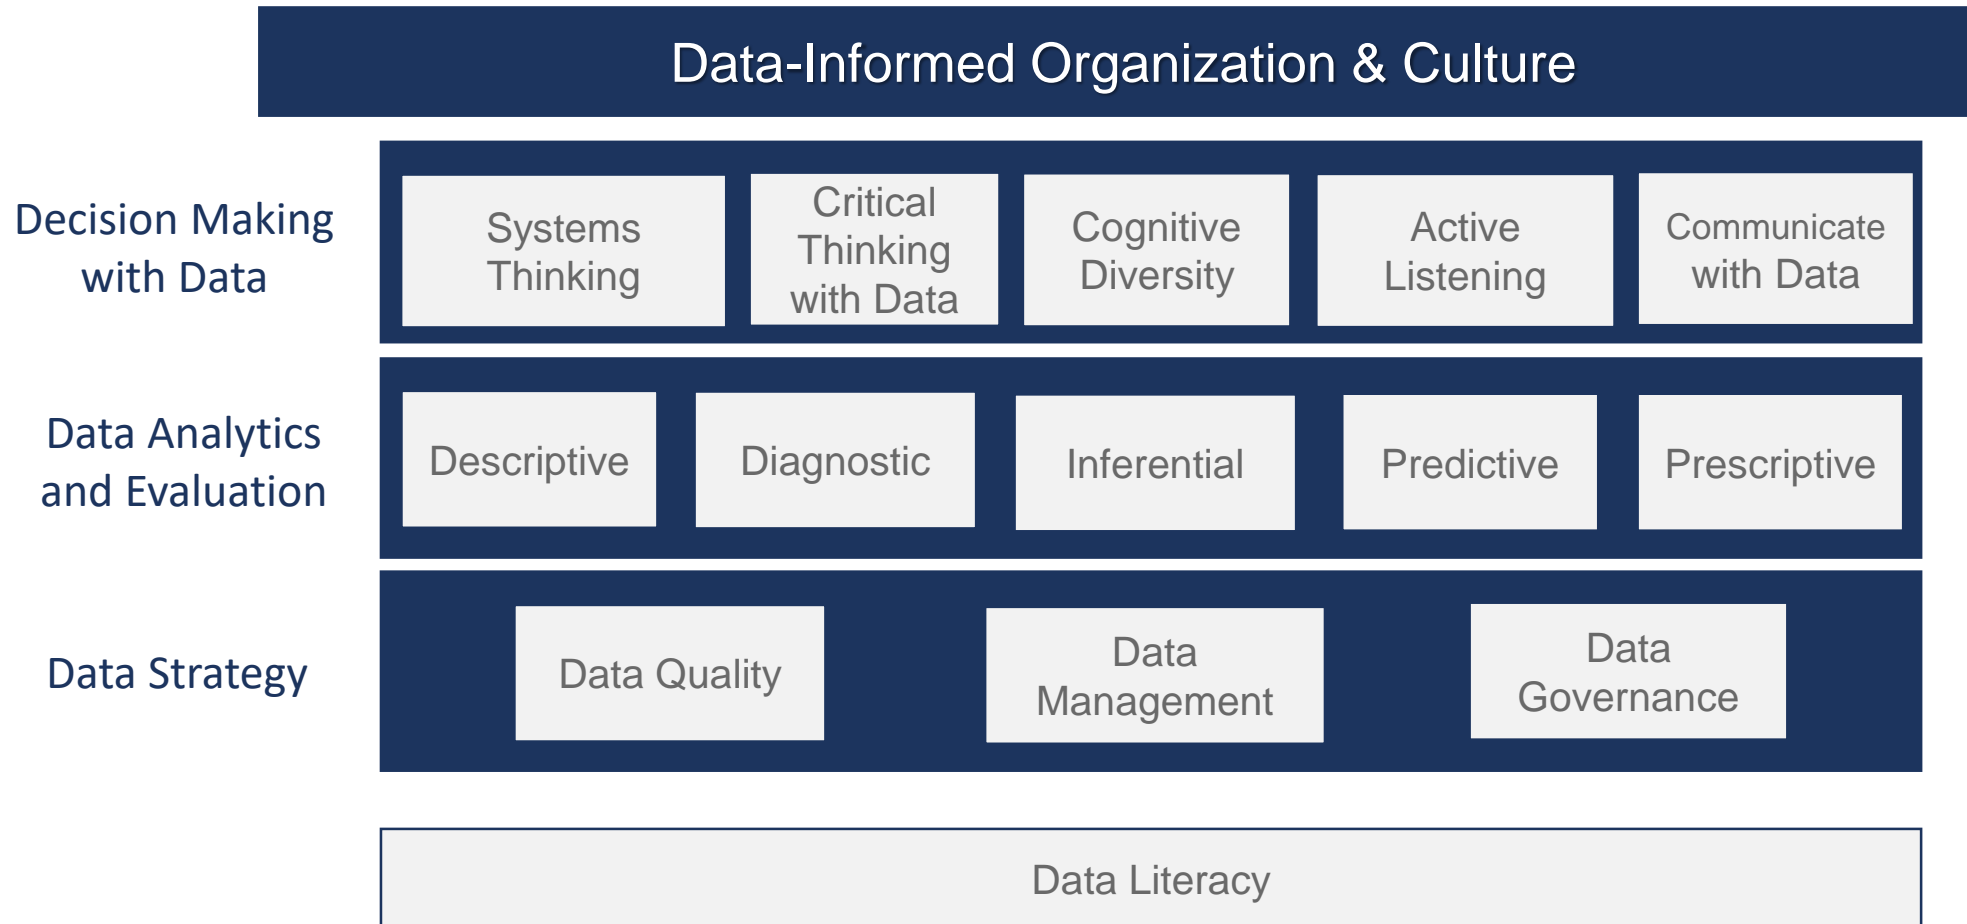 Data-Informed Organization & Culture
Decision Making
with Data
Systems
Thinking
Critical
Thinking
with Data
Cognitive
Diversity
Active
Listening
Communicate
with Data
Data Analytics
and Evaluation
Descriptive
Diagnostic
Inferential
Predictive
Prescriptive
Data Strategy
Data Quality
Data
Management
Data
Governance
Data Literacy